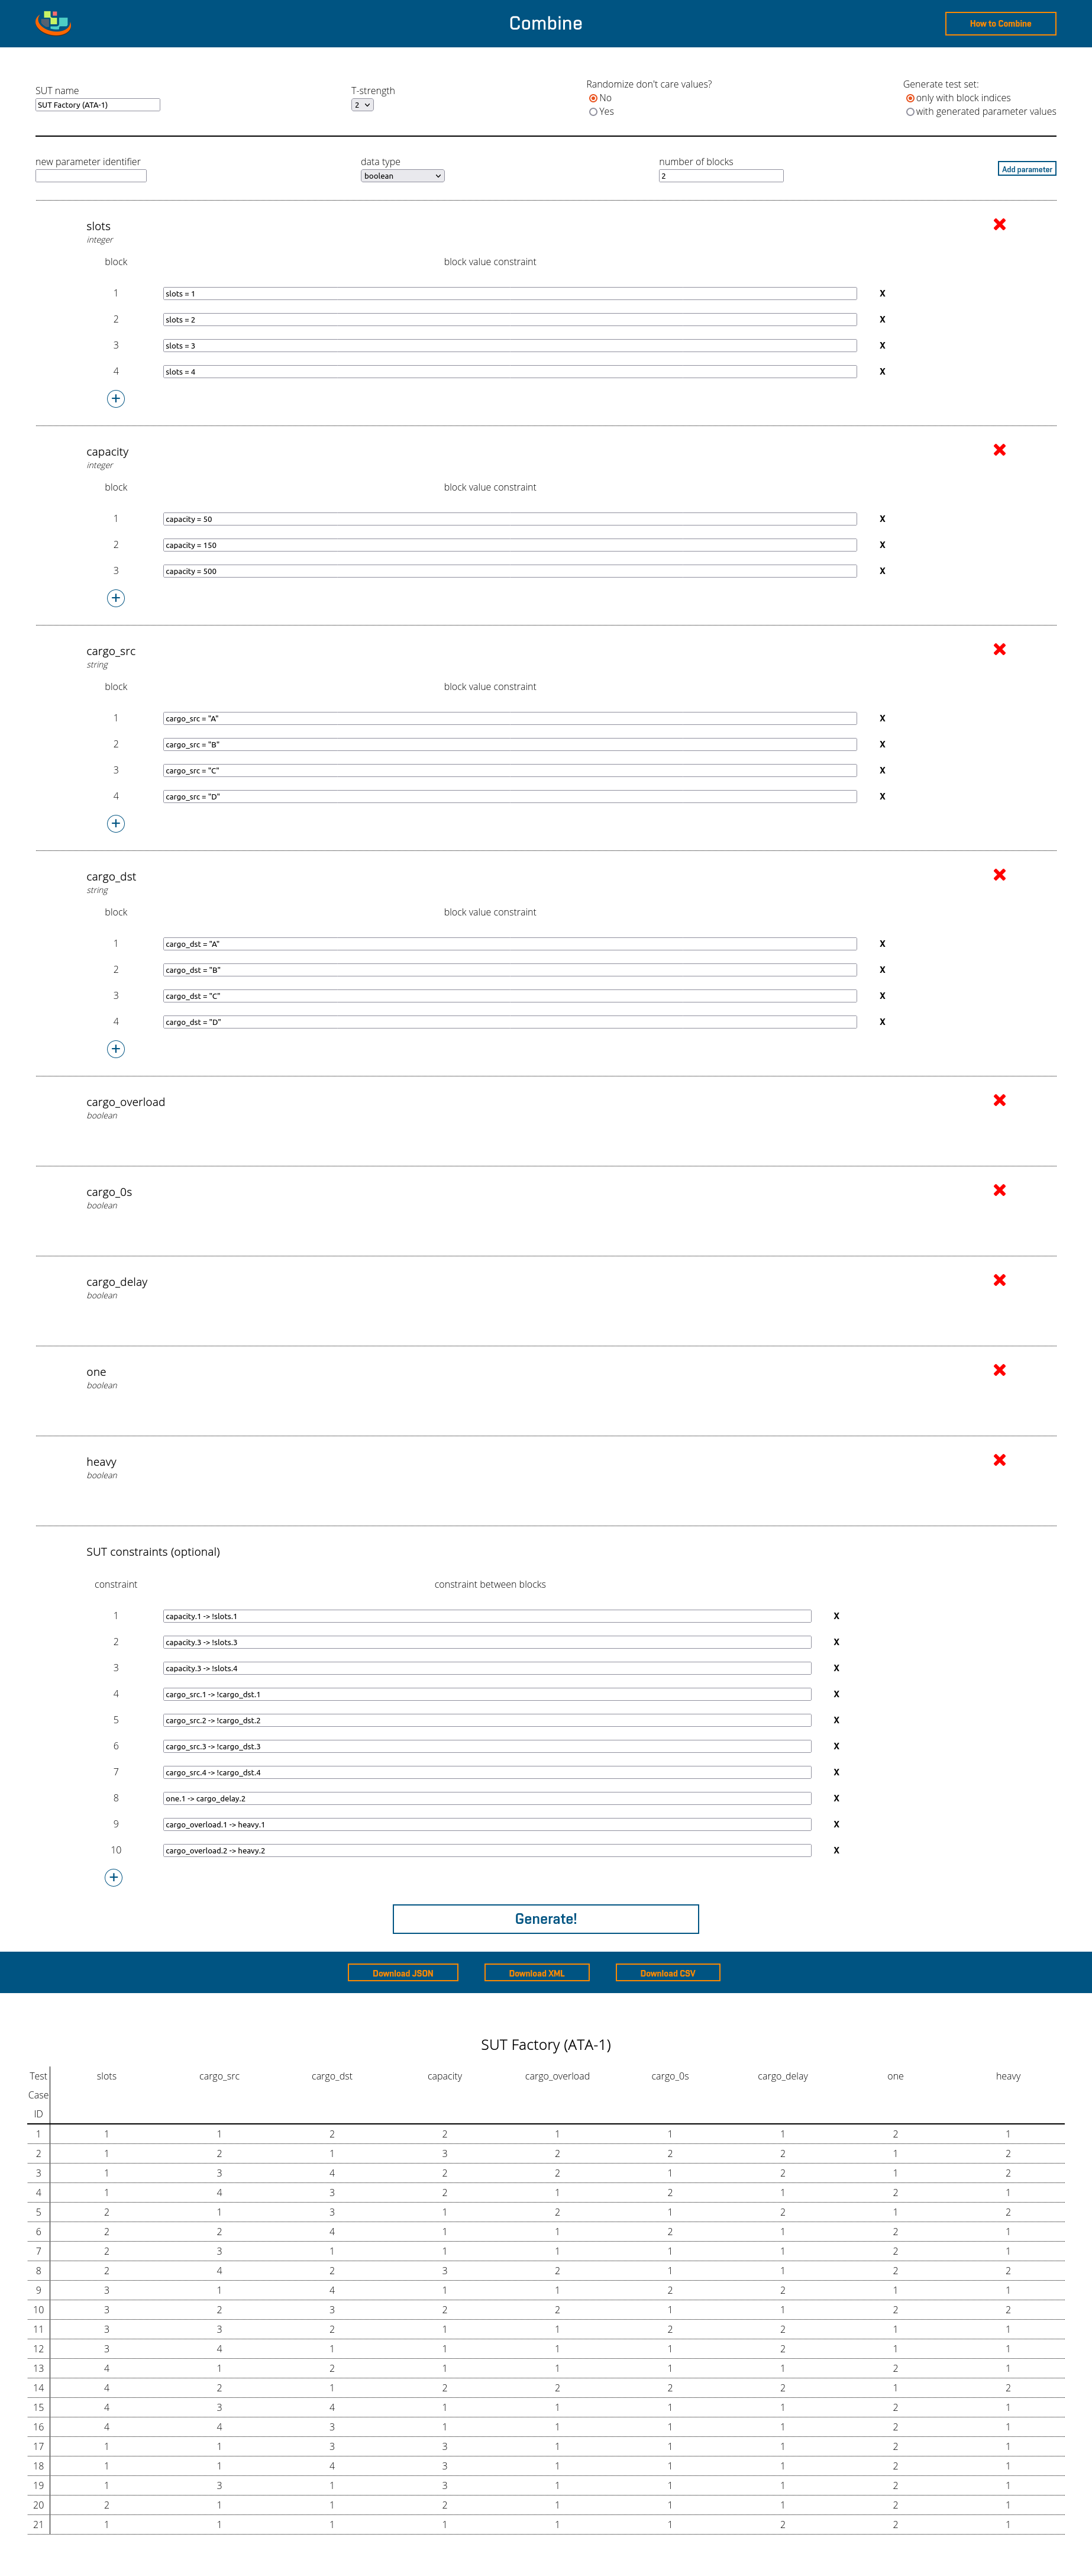 Combine
How to Combine
SUT name
SUT Factory (ATA-1)
T-strength
2
Randomize don't care values?
No
Yes
Generate test set:
only with block indices
with generated parameter values
new parameter identifier
data type
boolean
number of blocks
2
Add parameter
slots
integer
block block value constraint
1 slots = 1 X
2 slots = 2 X
3 slots = 3 X
4 slots = 4 X
capacity
integer
block block value constraint
1 capacity = 50 X
2 capacity = 150 X
3 capacity = 500 X
cargo_src
string
block block value constraint
1 cargo_src = "A" X
2 cargo_src = "B" X
3 cargo_src = "C" X
4 cargo_src = "D" X
cargo_dst
string
block block value constraint
1 cargo_dst = "A" X
2 cargo_dst = "B" X
3 cargo_dst = "C" X
4 cargo_dst = "D" X
cargo_overload
boolean
cargo_0s
boolean
cargo_delay
boolean
one
boolean
heavy
boolean
SUT constraints (optional)
constraint constraint between blocks
1 capacity.1 -> !slots.1 X
2 capacity.3 -> !slots.3 X
3 capacity.3 -> !slots.4 X
4 cargo_src.1 -> !cargo_dst.1 X
5 cargo_src.2 -> !cargo_dst.2 X
6 cargo_src.3 -> !cargo_dst.3 X
7 cargo_src.4 -> !cargo_dst.4 X
8 one.1 -> cargo_delay.2 X
9 cargo_overload.1 -> heavy.1 X
10 cargo_overload.2 -> heavy.2 X
Generate!
Download JSON Download XML Download CSV
SUT Factory (ATA-1)
Test Case ID slots cargo_src cargo_dst capacity cargo_overload cargo_0s cargo_delay one heavy
1 1 1 2 2 1 1 1 2 1
2 1 2 1 3 2 2 2 1 2
3 1 3 4 2 2 1 2 1 2
4 1 4 3 2 1 2 1 2 1
5 2 1 3 1 2 1 2 1 2
6 2 2 4 1 1 2 1 2 1
7 2 3 1 1 1 1 1 2 1
8 2 4 2 3 2 1 1 2 2
9 3 1 4 1 1 2 2 1 1
10 3 2 3 2 2 1 1 2 2
11 3 3 2 1 1 2 2 1 1
12 3 4 1 1 1 1 2 1 1
13 4 1 2 1 1 1 1 2 1
14 4 2 1 2 2 2 2 1 2
15 4 3 4 1 1 1 1 2 1
16 4 4 3 1 1 1 1 2 1
17 1 1 3 3 1 1 1 2 1
18 1 1 4 3 1 1 1 2 1
19 1 3 1 3 1 1 1 2 1
20 2 1 1 2 1 1 1 2 1
21 1 1 1 1 1 1 2 2 1